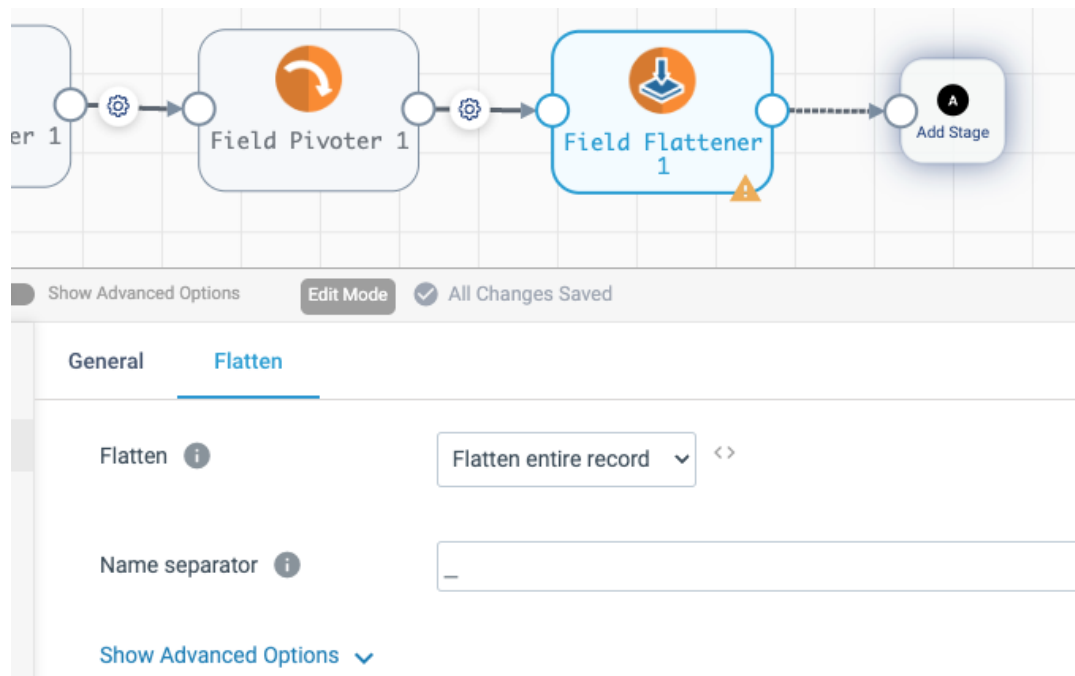 er 1
Field Pivoter 1
Field Flattener
1
A
Add Stage
Show Advanced Options
Edit Mode
All Changes Saved
General
Flatten
Flatten
Flatten entire record
<>
Name separator
_
Show Advanced Options